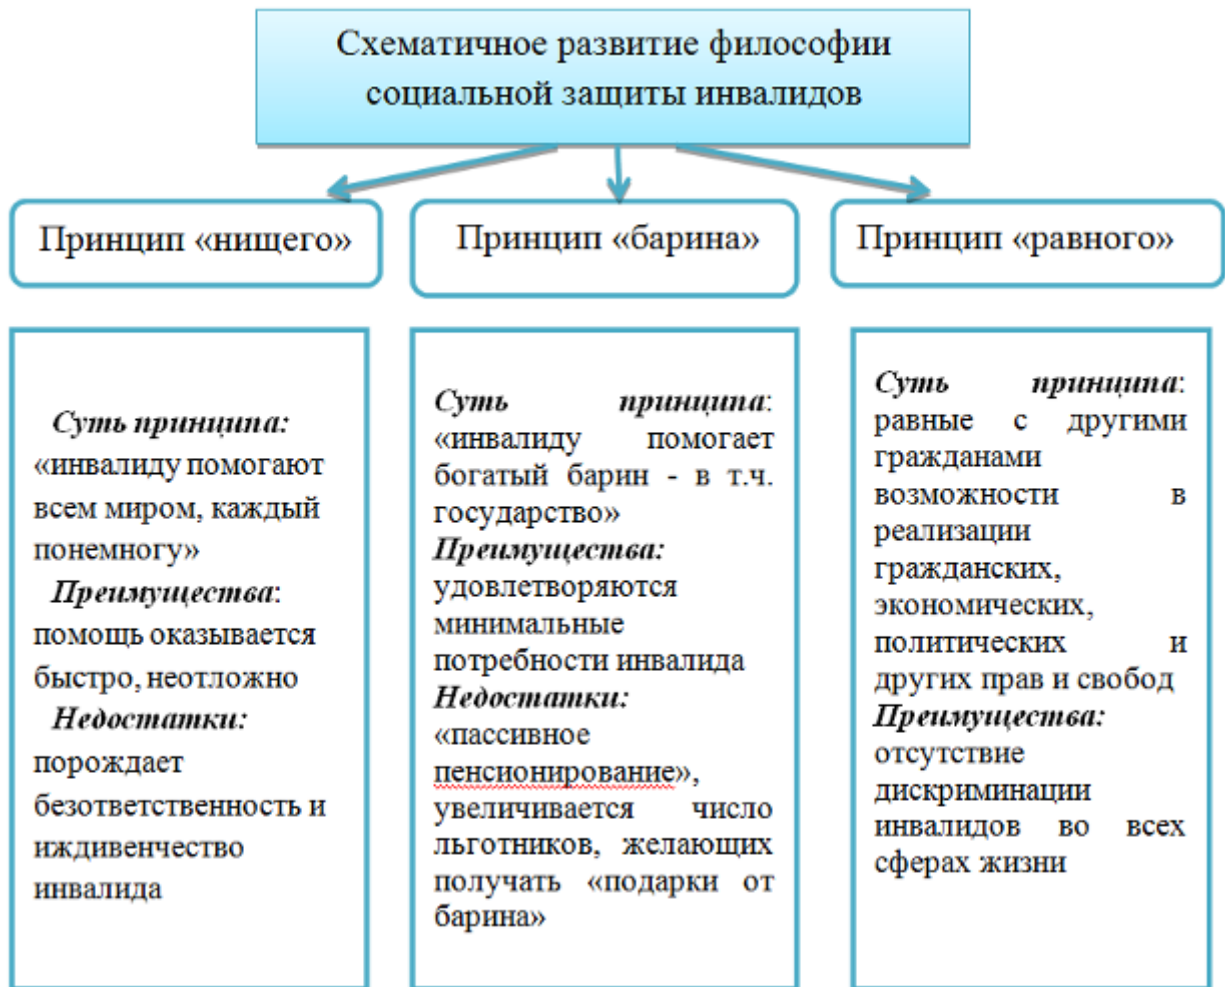 Схематичное развитие философии
социальной защиты инвалидов
Принцип «нищего»
Принцип «барина»
Принцип «равного»
Суть принципа:
«инвалиду помогают
всем миром, каждый
понемногу»
Преимущества:
помощь оказывается
быстро, неотложно
Недостатки:
порождает
безответственность и
иждивенчество
инвалида
Суть принципа:
«инвалиду помогает
богатый барин - в т.ч.
государство»
Преимущества:
удовлетворяются
минимальные
потребности инвалида
Недостатки:
«пассивное
пенсионирование»,
увеличивается число
льготников, желающих
получать «подарки от
барина»
Суть принципа:
равные с другими
гражданами
возможности в
реализации
гражданских,
экономических,
политических и
других прав и свобод
Преимущества:
отсутствие
дискриминации
инвалидов во всех
сферах жизни